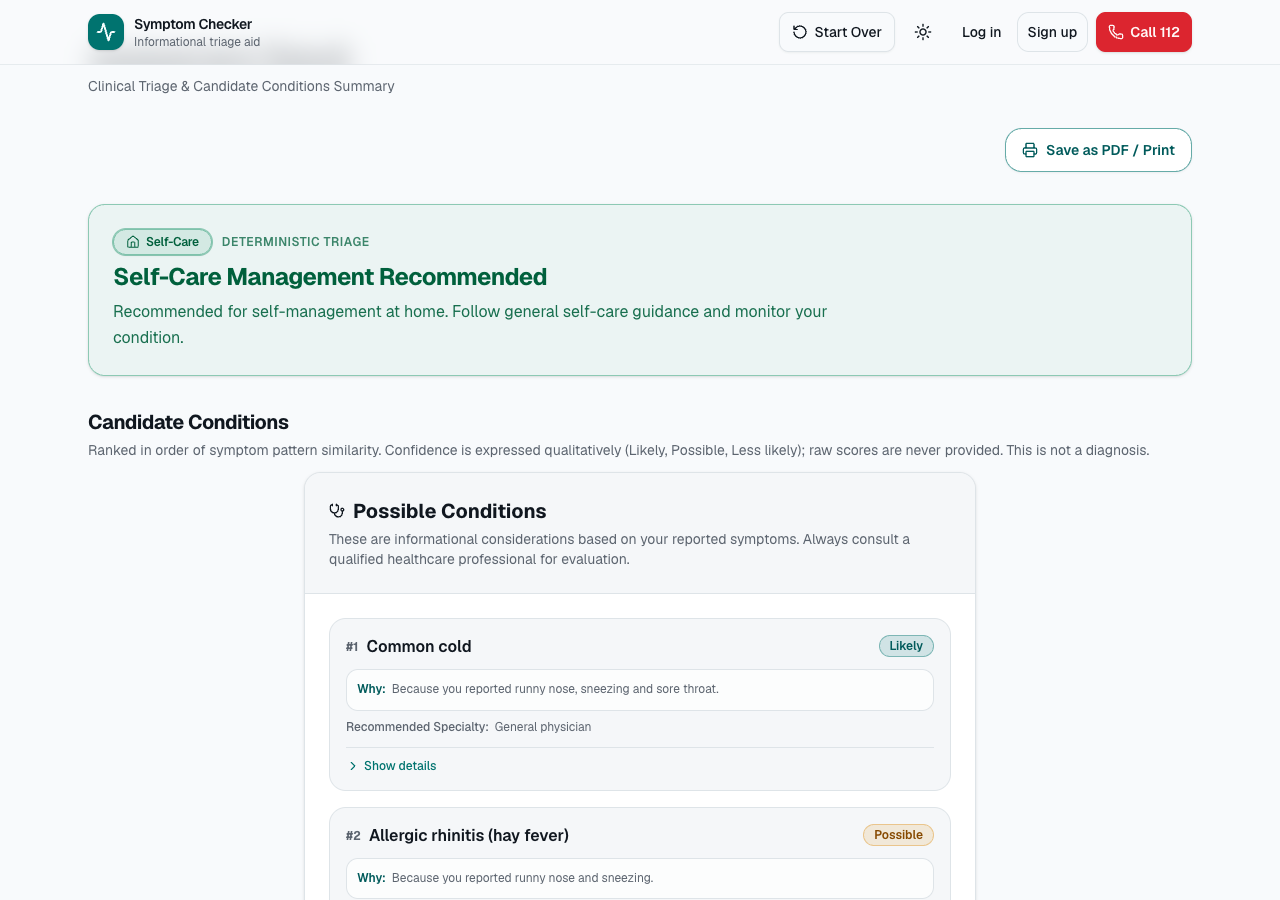 Symptom Checker
Informational triage aid
Start Over
Log in
Sign up
Call 112
Clinical Triage & Candidate Conditions Summary
Save as PDF / Print
Self-Care
DETERMINISTIC TRIAGE
Self-Care Management Recommended
Recommended for self-management at home. Follow general self-care guidance and monitor your
condition.
Candidate Conditions
Ranked in order of symptom pattern similarity. Confidence is expressed qualitatively (Likely, Possible, Less likely); raw scores are never provided. This is not a diagnosis.
Possible Conditions
These are informational considerations based on your reported symptoms. Always consult a
qualified healthcare professional for evaluation.
#1 Common cold
Likely
Why: Because you reported runny nose, sneezing and sore throat.
Recommended Specialty: General physician
Show details
#2 Allergic rhinitis (hay fever)
Possible
Why: Because you reported runny nose and sneezing.